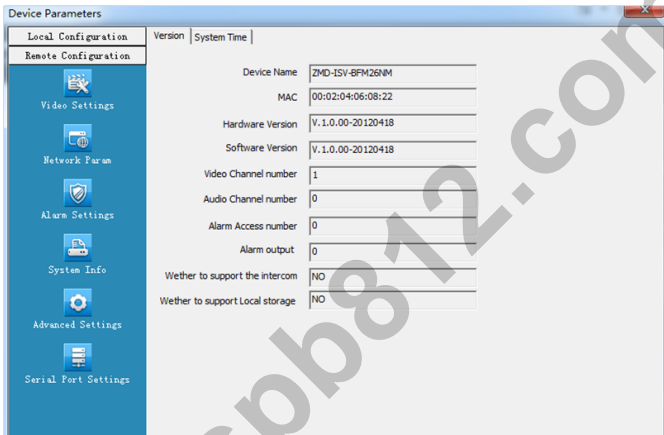 Device Parameters
Local Configuration
Remote Configuration
Video Settings
Network Param
Alarm Settings
System Info
Advanced Settings
Serial Port Settings
Version System Time
Device Name ZMD-ISV-BFM26NM
MAC 00:02:04:06:08:22
Hardware Version V.1.0.00-20120418
Software Version V.1.0.00-20120418
Video Channel number 1
Audio Channel number 0
Alarm Access number 0
Alarm output 0
Wether to support the intercom NO
Wether to support Local storage NO
spb812.com